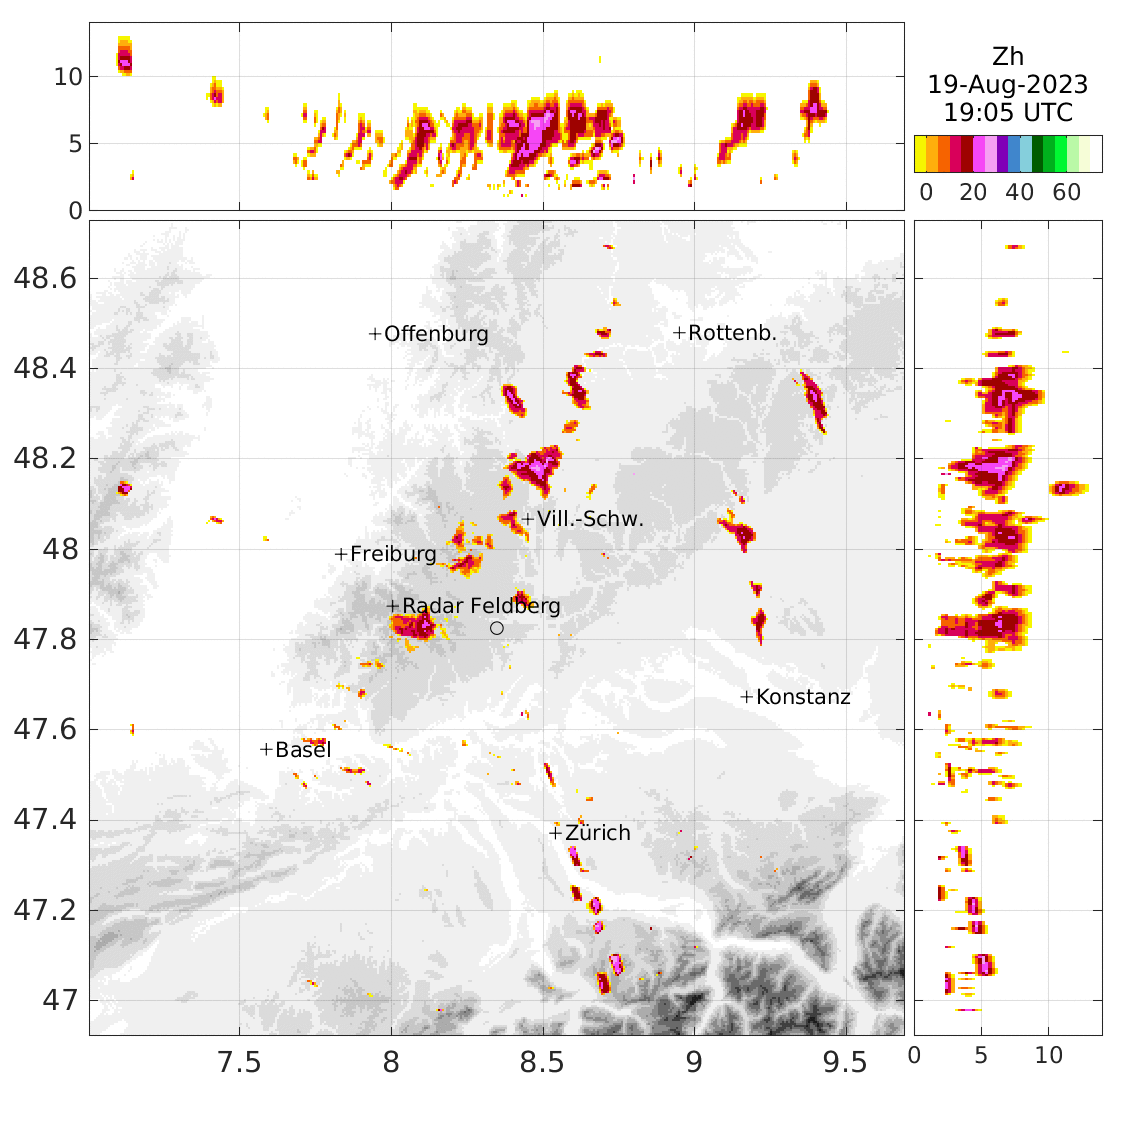 10
5
0
Zh
19-Aug-2023
19:05 UTC
0 20 40 60
48.6
48.4
48.2
48
47.8
47.6
47.4
47.2
47
+Offenburg
+Rottenb.
+Vill.-Schw.
+Freiburg
+Radar Feldberg
+Konstanz
+Basel
+Zürich
7.5 8 8.5 9 9.5
0 5 10